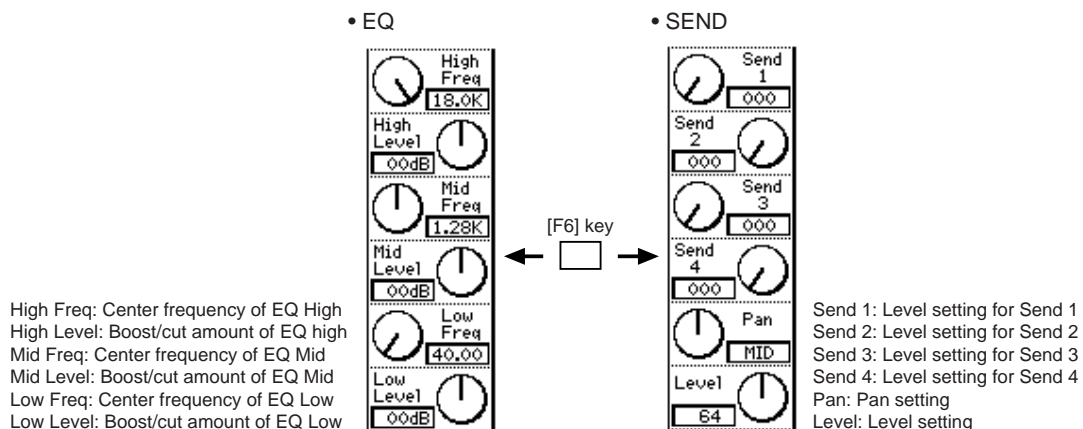 • EQ
High
Freq
18.0K
High
Level
00dB
Mid
Freq
1.28K
Mid
Level
00dB
Low
Freq
40.00
Low
Level
00dB
[F6] key
• SEND
Send
1
000
Send
2
000
Send
3
000
Send
4
000
Pan
MID
Level
64
High Freq: Center frequency of EQ High
High Level: Boost/cut amount of EQ high
Mid Freq: Center frequency of EQ Mid
Mid Level: Boost/cut amount of EQ Mid
Low Freq: Center frequency of EQ Low
Low Level: Boost/cut amount of EQ Low
Send 1: Level setting for Send 1
Send 2: Level setting for Send 2
Send 3: Level setting for Send 3
Send 4: Level setting for Send 4
Pan: Pan setting
Level: Level setting